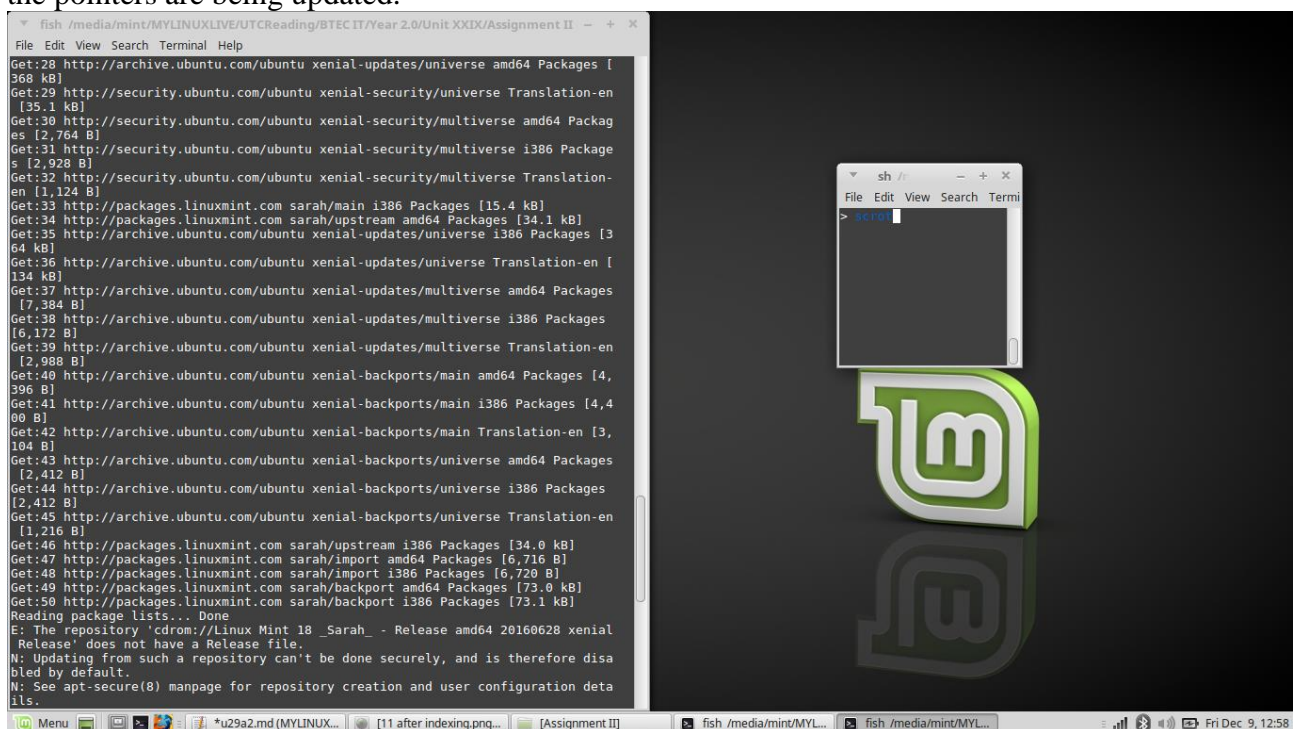 the pointers are being updated.
fish /media/mint/MYLINUXLIVE/UTCReading/BTEC IT/Year 2.0/Unit XXIX/Assignment II
File Edit View Search Terminal Help
Get:28 http://archive.ubuntu.com/ubuntu xenial-updates/universe amd64 Packages [
368 kB]
Get:29 http://security.ubuntu.com/ubuntu xenial-security/universe Translation-en
[35.1 kB]
Get:30 http://security.ubuntu.com/ubuntu xenial-security/multiverse amd64 Packag
es [2,764 B]
Get:31 http://security.ubuntu.com/ubuntu xenial-security/multiverse i386 Package
s [2,928 B]
Get:32 http://security.ubuntu.com/ubuntu xenial-security/multiverse Translation-
en [1,124 B]
Get:33 http://packages.linuxmint.com sarah/main i386 Packages [15.4 kB]
Get:34 http://packages.linuxmint.com sarah/upstream amd64 Packages [34.1 kB]
Get:35 http://archive.ubuntu.com/ubuntu xenial-updates/universe i386 Packages [3
64 kB]
Get:36 http://archive.ubuntu.com/ubuntu xenial-updates/universe Translation-en [
134 kB]
Get:37 http://archive.ubuntu.com/ubuntu xenial-updates/multiverse amd64 Packages
[7,384 B]
Get:38 http://archive.ubuntu.com/ubuntu xenial-updates/multiverse i386 Packages
[6,172 B]
Get:39 http://archive.ubuntu.com/ubuntu xenial-updates/multiverse Translation-en
[2,988 B]
Get:40 http://archive.ubuntu.com/ubuntu xenial-backports/main amd64 Packages [4,
396 B]
Get:41 http://archive.ubuntu.com/ubuntu xenial-backports/main i386 Packages [4,4
00 B]
Get:42 http://archive.ubuntu.com/ubuntu xenial-backports/main Translation-en [3,
104 B]
Get:43 http://archive.ubuntu.com/ubuntu xenial-backports/universe amd64 Packages
[2,412 B]
Get:44 http://archive.ubuntu.com/ubuntu xenial-backports/universe i386 Packages
[2,412 B]
Get:45 http://archive.ubuntu.com/ubuntu xenial-backports/universe Translation-en
[1,216 B]
Get:46 http://packages.linuxmint.com sarah/upstream i386 Packages [34.0 kB]
Get:47 http://packages.linuxmint.com sarah/import amd64 Packages [6,716 B]
Get:48 http://packages.linuxmint.com sarah/import i386 Packages [6,720 B]
Get:49 http://packages.linuxmint.com sarah/backport amd64 Packages [73.0 kB]
Get:50 http://packages.linuxmint.com sarah/backport i386 Packages [73.1 kB]
Reading package lists... Done
E: The repository 'cdrom://Linux Mint 18 _Sarah_ - Release amd64 20160628 xenial
Release' does not have a Release file.
N: Updating from such a repository can't be done securely, and is therefore disa
bled by default.
N: See apt-secure(8) manpage for repository creation and user configuration deta
ils.
sh /
File Edit View Search Termi
> scrot
Menu *u29a2.md (MYLINUX... [11 after indexing.png... [Assignment II] fish /media/mint/MYL... fish /media/mint/MYL... Fri Dec 9, 12:58